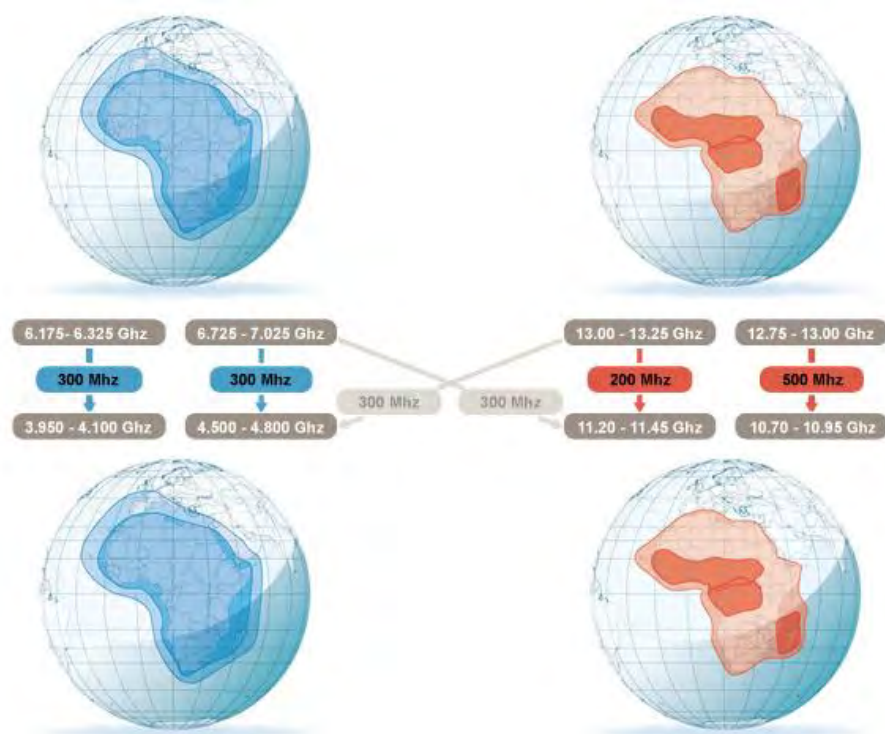 6.175- 6.325 Ghz
6.725 - 7.025 Ghz
13.00 - 13.25 Ghz
12.75 - 13.00 Ghz
300 Mhz
300 Mhz
200 Mhz
500 Mhz
300 Mhz
300 Mhz
3.950 - 4.100 Ghz
4.500 - 4.800 Ghz
11.20 - 11.45 Ghz
10.70 - 10.95 Ghz